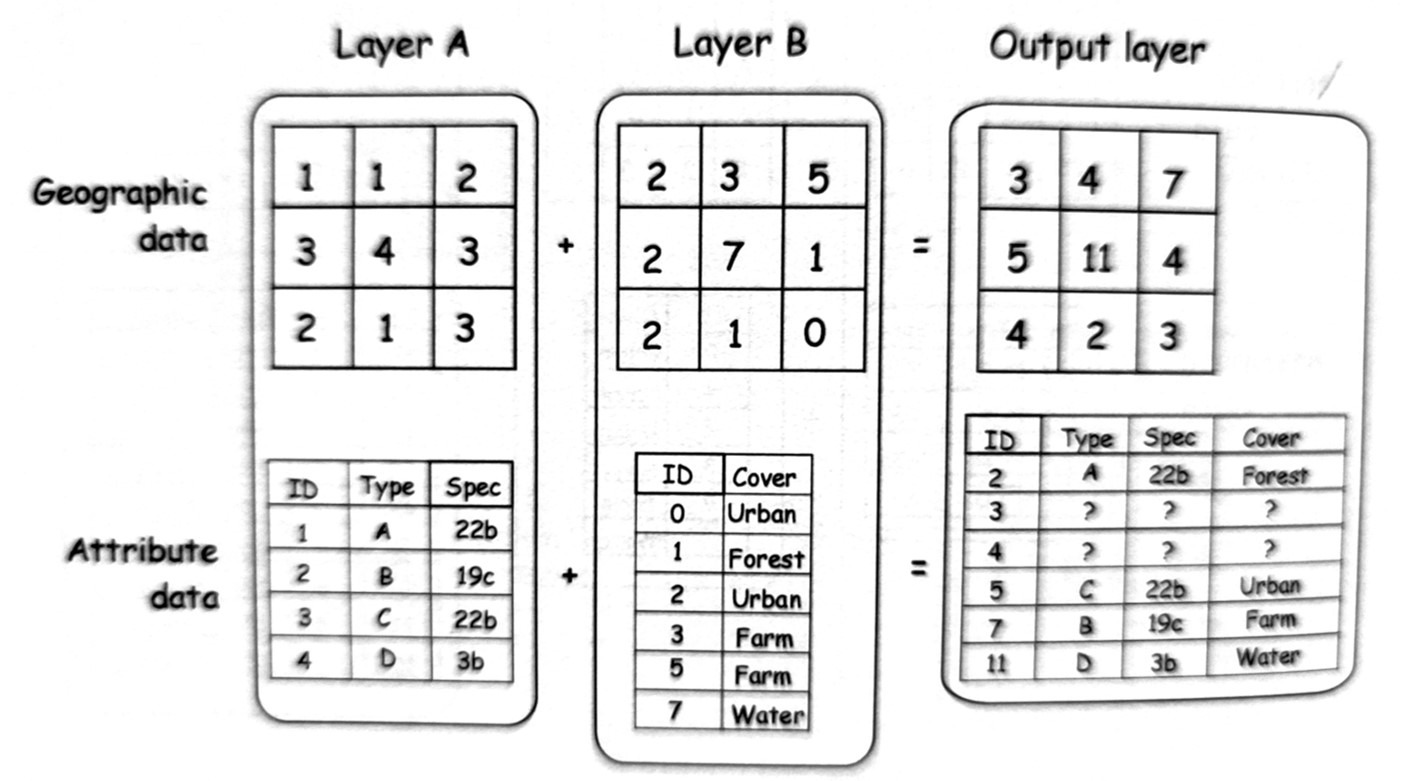 Layer A Layer B Output layer
Geographic
data
1 1 2
3 4 3
2 1 3
+
2 3 5
2 7 1
2 1 0
=
3 4 7
5 11 4
4 2 3
Attribute
data
ID Type Spec
1 A 22b
2 B 19c
3 C 22b
4 D 3b
+
ID Cover
0 Urban
1 Forest
2 Urban
3 Farm
5 Farm
7 Water
=
ID Type Spec Cover
2 A 22b Forest
3 ? ? ?
4 ? ? ?
5 C 22b Urban
7 B 19c Farm
11 D 3b Water